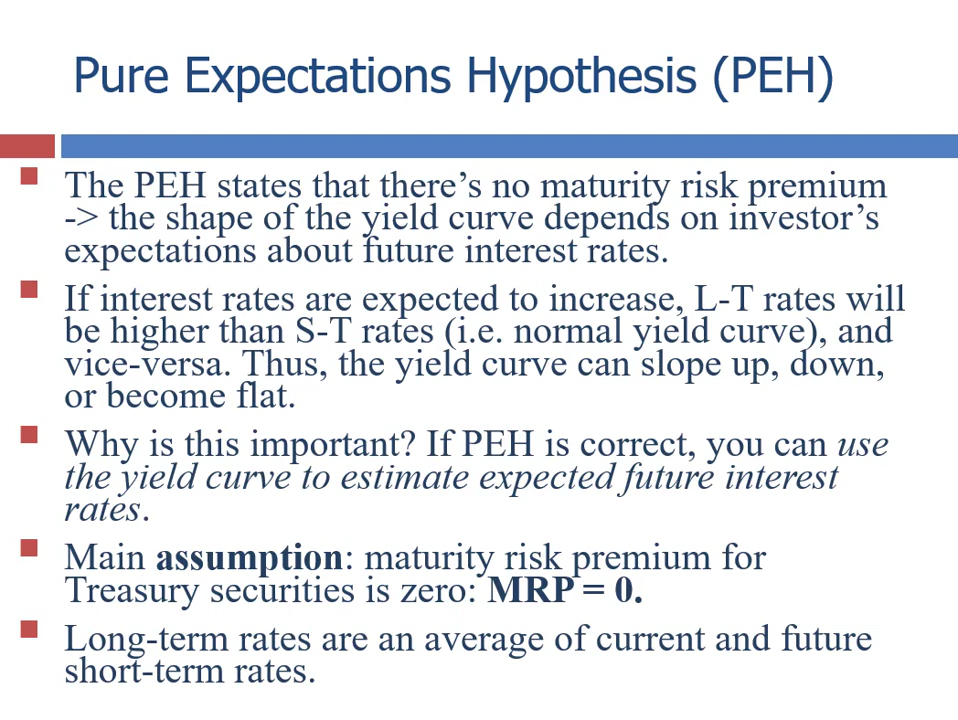 Pure Expectations Hypothesis (PEH)
The PEH states that there’s no maturity risk premium
-> the shape of the yield curve depends on investor’s
expectations about future interest rates.
If interest rates are expected to increase, L-T rates will
be higher than S-T rates (i.e. normal yield curve), and
vice-versa. Thus, the yield curve can slope up, down,
or become flat.
Why is this important? If PEH is correct, you can use
the yield curve to estimate expected future interest
rates.
Main assumption: maturity risk premium for
Treasury securities is zero: MRP = 0.
Long-term rates are an average of current and future
short-term rates.